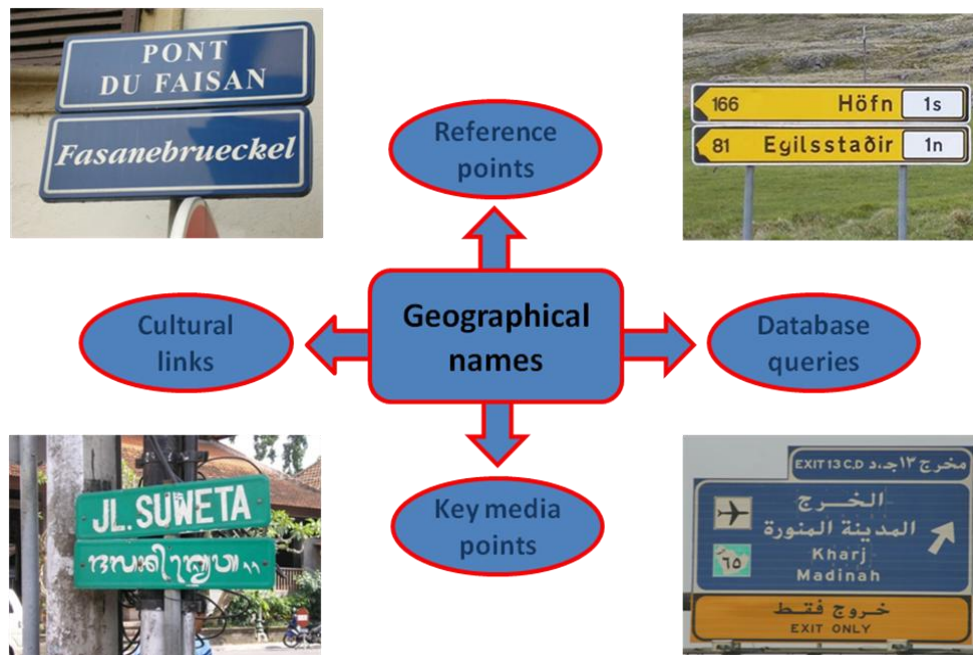 PONT
DU FAISAN
Fasanebrueckel
166 Höfn 1s
81 Egilsstaðir 1n
Reference
points
Cultural
links
Geographical
names
Database
queries
Key media
points
JL. SUWETA
EXIT 13 C,D مخرج ١٣ ج،د
الخرج
المدينة المنورة
٦٥
Kharj
Madinah
خروج فقط
EXIT ONLY